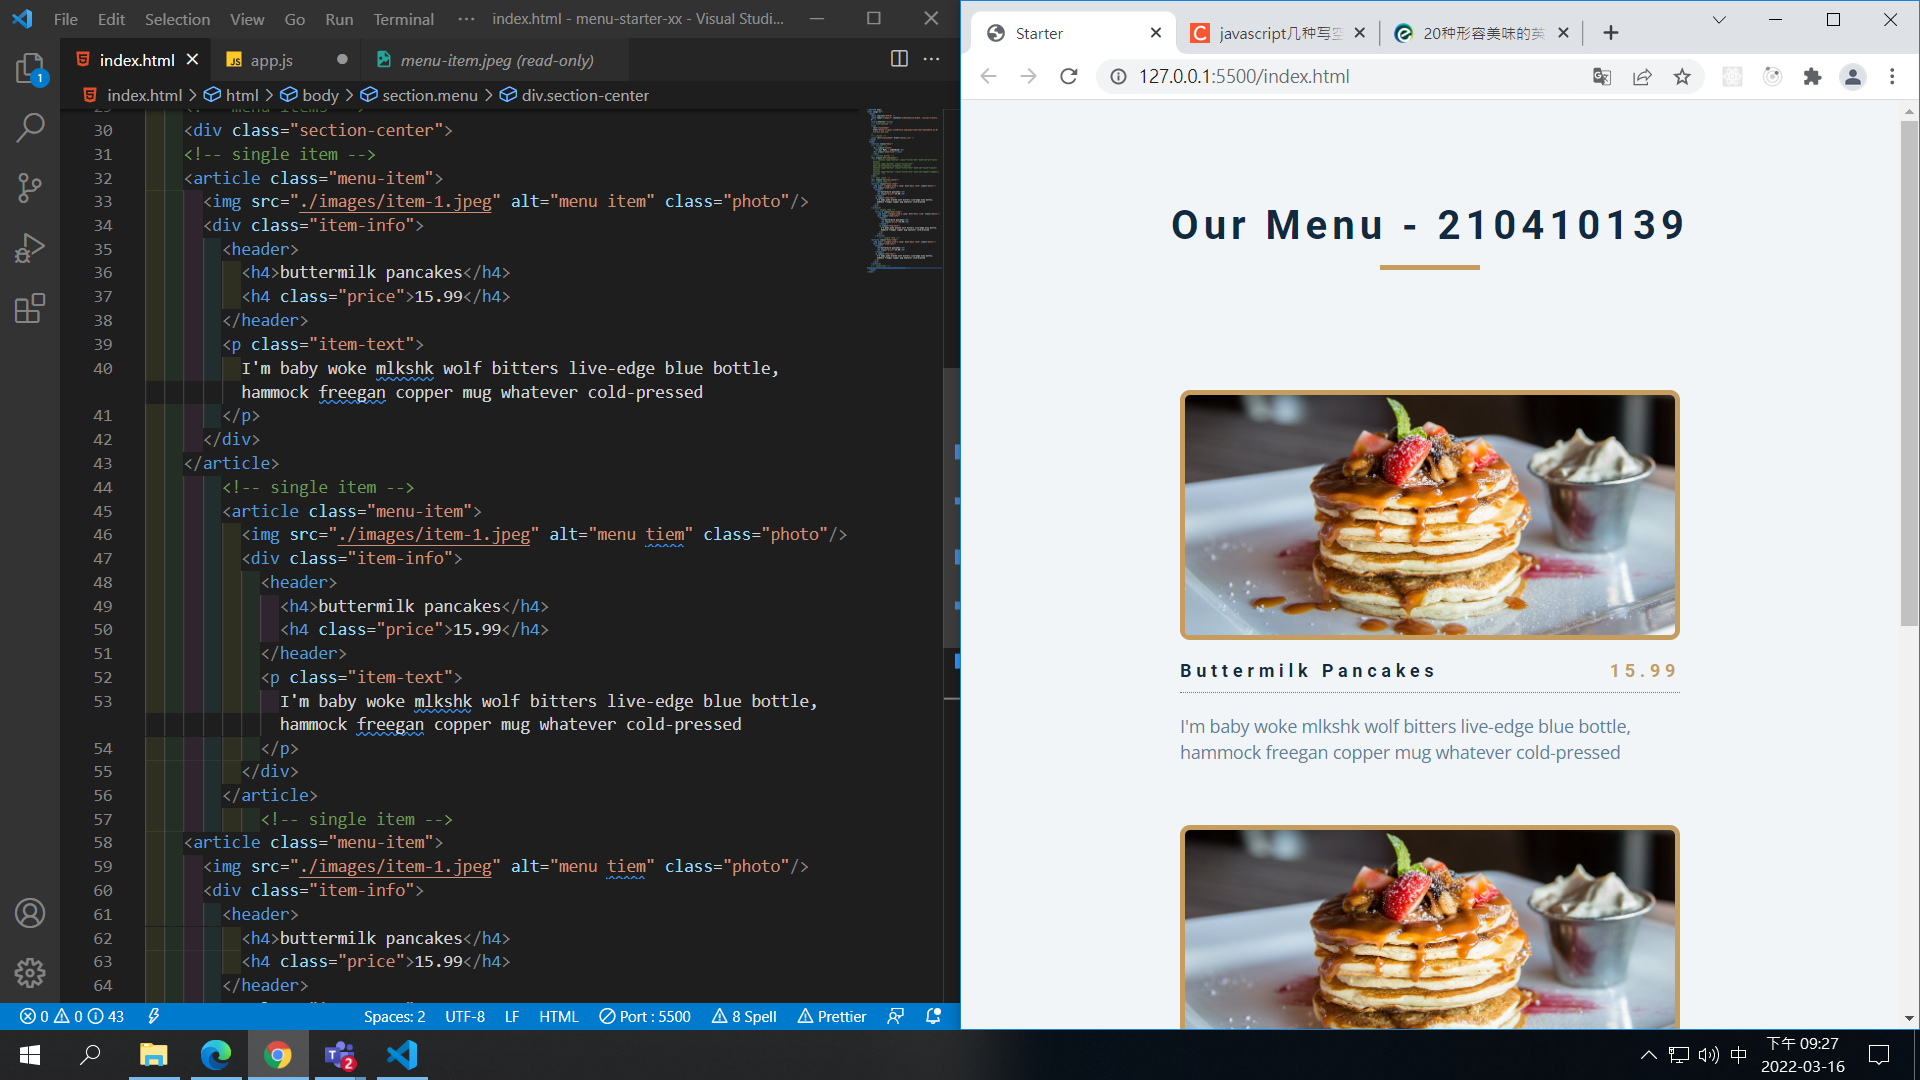 File Edit Selection View Go Run Terminal ··· index.html - menu-starter-xx - Visual Studi...
index.html app.js menu-item.jpeg (read-only)
index.html > html > body > section.menu > div.section-center
30 <div class="section-center">
31 <!-- single item -->
32 <article class="menu-item">
33 <img src="./images/item-1.jpeg" alt="menu item" class="photo"/>
34 <div class="item-info">
35 <header>
36 <h4>buttermilk pancakes</h4>
37 <h4 class="price">15.99</h4>
38 </header>
39 <p class="item-text">
40 I'm baby woke mlkshk wolf bitters live-edge blue bottle,
hammock freegan copper mug whatever cold-pressed
41 </p>
42 </div>
43 </article>
44 <!-- single item -->
45 <article class="menu-item">
46 <img src="./images/item-1.jpeg" alt="menu tiem" class="photo"/>
47 <div class="item-info">
48 <header>
49 <h4>buttermilk pancakes</h4>
50 <h4 class="price">15.99</h4>
51 </header>
52 <p class="item-text">
53 I'm baby woke mlkshk wolf bitters live-edge blue bottle,
hammock freegan copper mug whatever cold-pressed
54 </p>
55 </div>
56 </article>
57 <!-- single item -->
58 <article class="menu-item">
59 <img src="./images/item-1.jpeg" alt="menu tiem" class="photo"/>
60 <div class="item-info">
61 <header>
62 <h4>buttermilk pancakes</h4>
63 <h4 class="price">15.99</h4>
64 </header>
1
0 0 43 Spaces: 2 UTF-8 LF HTML Port : 5500 8 Spell Prettier
Starter javascript几种写空 20种形容美味的英
127.0.0.1:5500/index.html
Our Menu - 210410139
Buttermilk Pancakes 15.99
I'm baby woke mlkshk wolf bitters live-edge blue bottle,
hammock freegan copper mug whatever cold-pressed
2
中 下午 09:27
2022-03-16